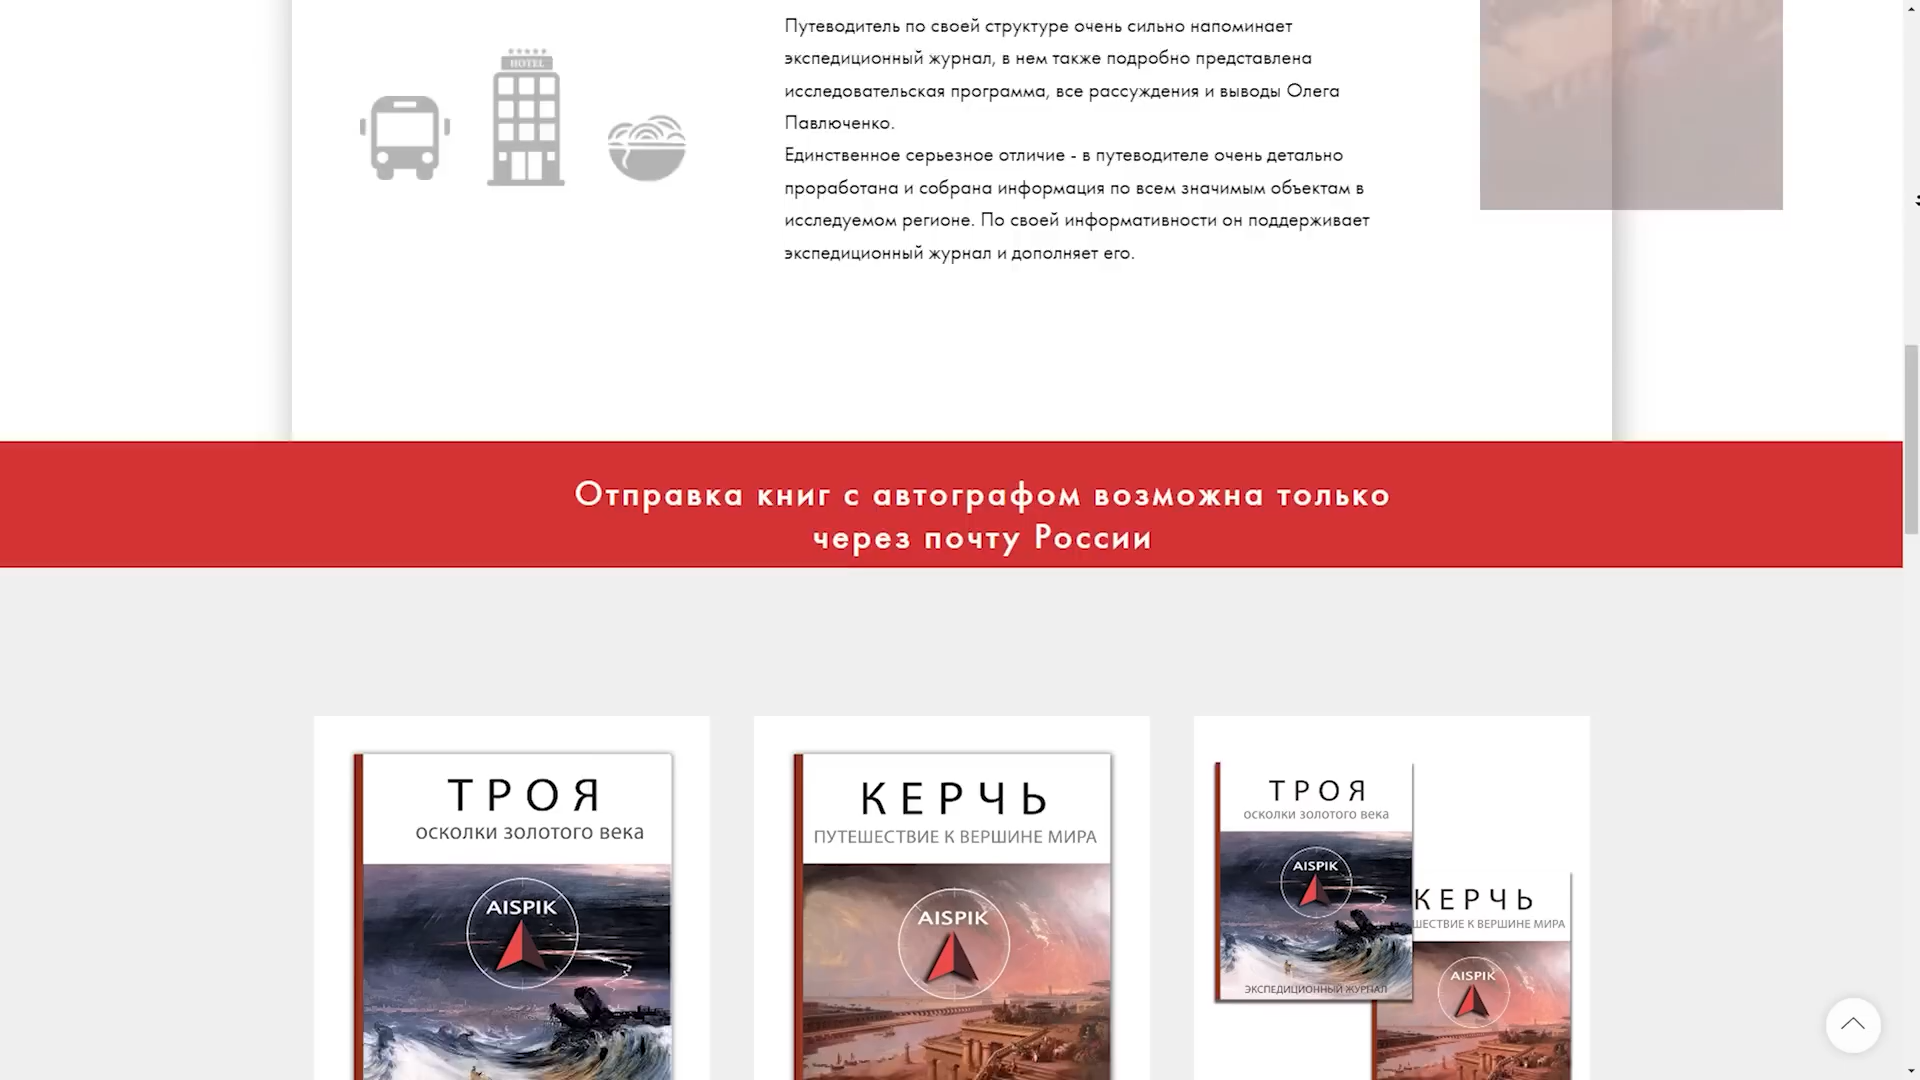 HOTEL
Путеводитель по своей структуре очень сильно напоминает
экспедиционный журнал, в нем также подробно представлена
исследовательская программа, все рассуждения и выводы Олега
Павлюченко.
Единственное серьезное отличие - в путеводителе очень детально
проработана и собрана информация по всем значимым объектам в
исследуемом регионе. По своей информативности он поддерживает
экспедиционный журнал и дополняет его.
Отправка книг с автографом возможна только
через почту России
ТРОЯ
осколки золотого века
AISPIK
КЕРЧЬ
ПУТЕШЕСТВИЕ К ВЕРШИНЕ МИРА
AISPIK
ТРОЯ
осколки золотого века
AISPIK
ЭКСПЕДИЦИОННЫЙ ЖУРНАЛ
КЕРЧЬ
ШЕСТВИЕ К ВЕРШИНЕ МИРА
AISPIK